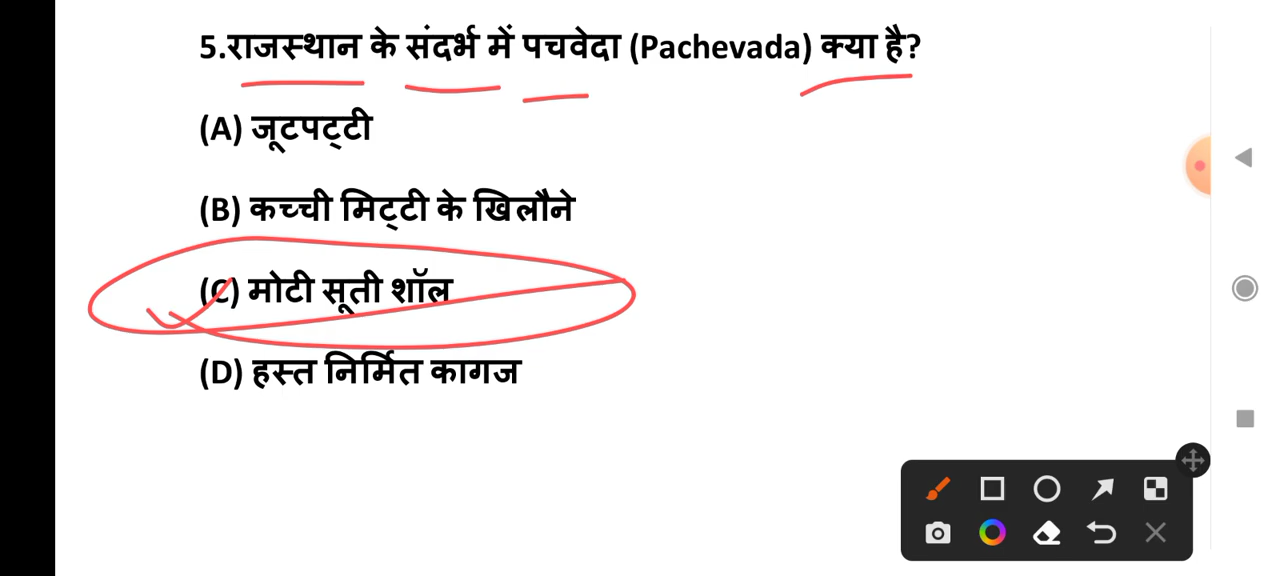 5.राजस्थान के संदर्भ में पचवेदा (Pachevada) क्या है?
(A) जूटपट्टी
(B) कच्ची मिट्टी के खिलौने
(C) मोटी सूती शॉल
(D) हस्त निर्मित कागज